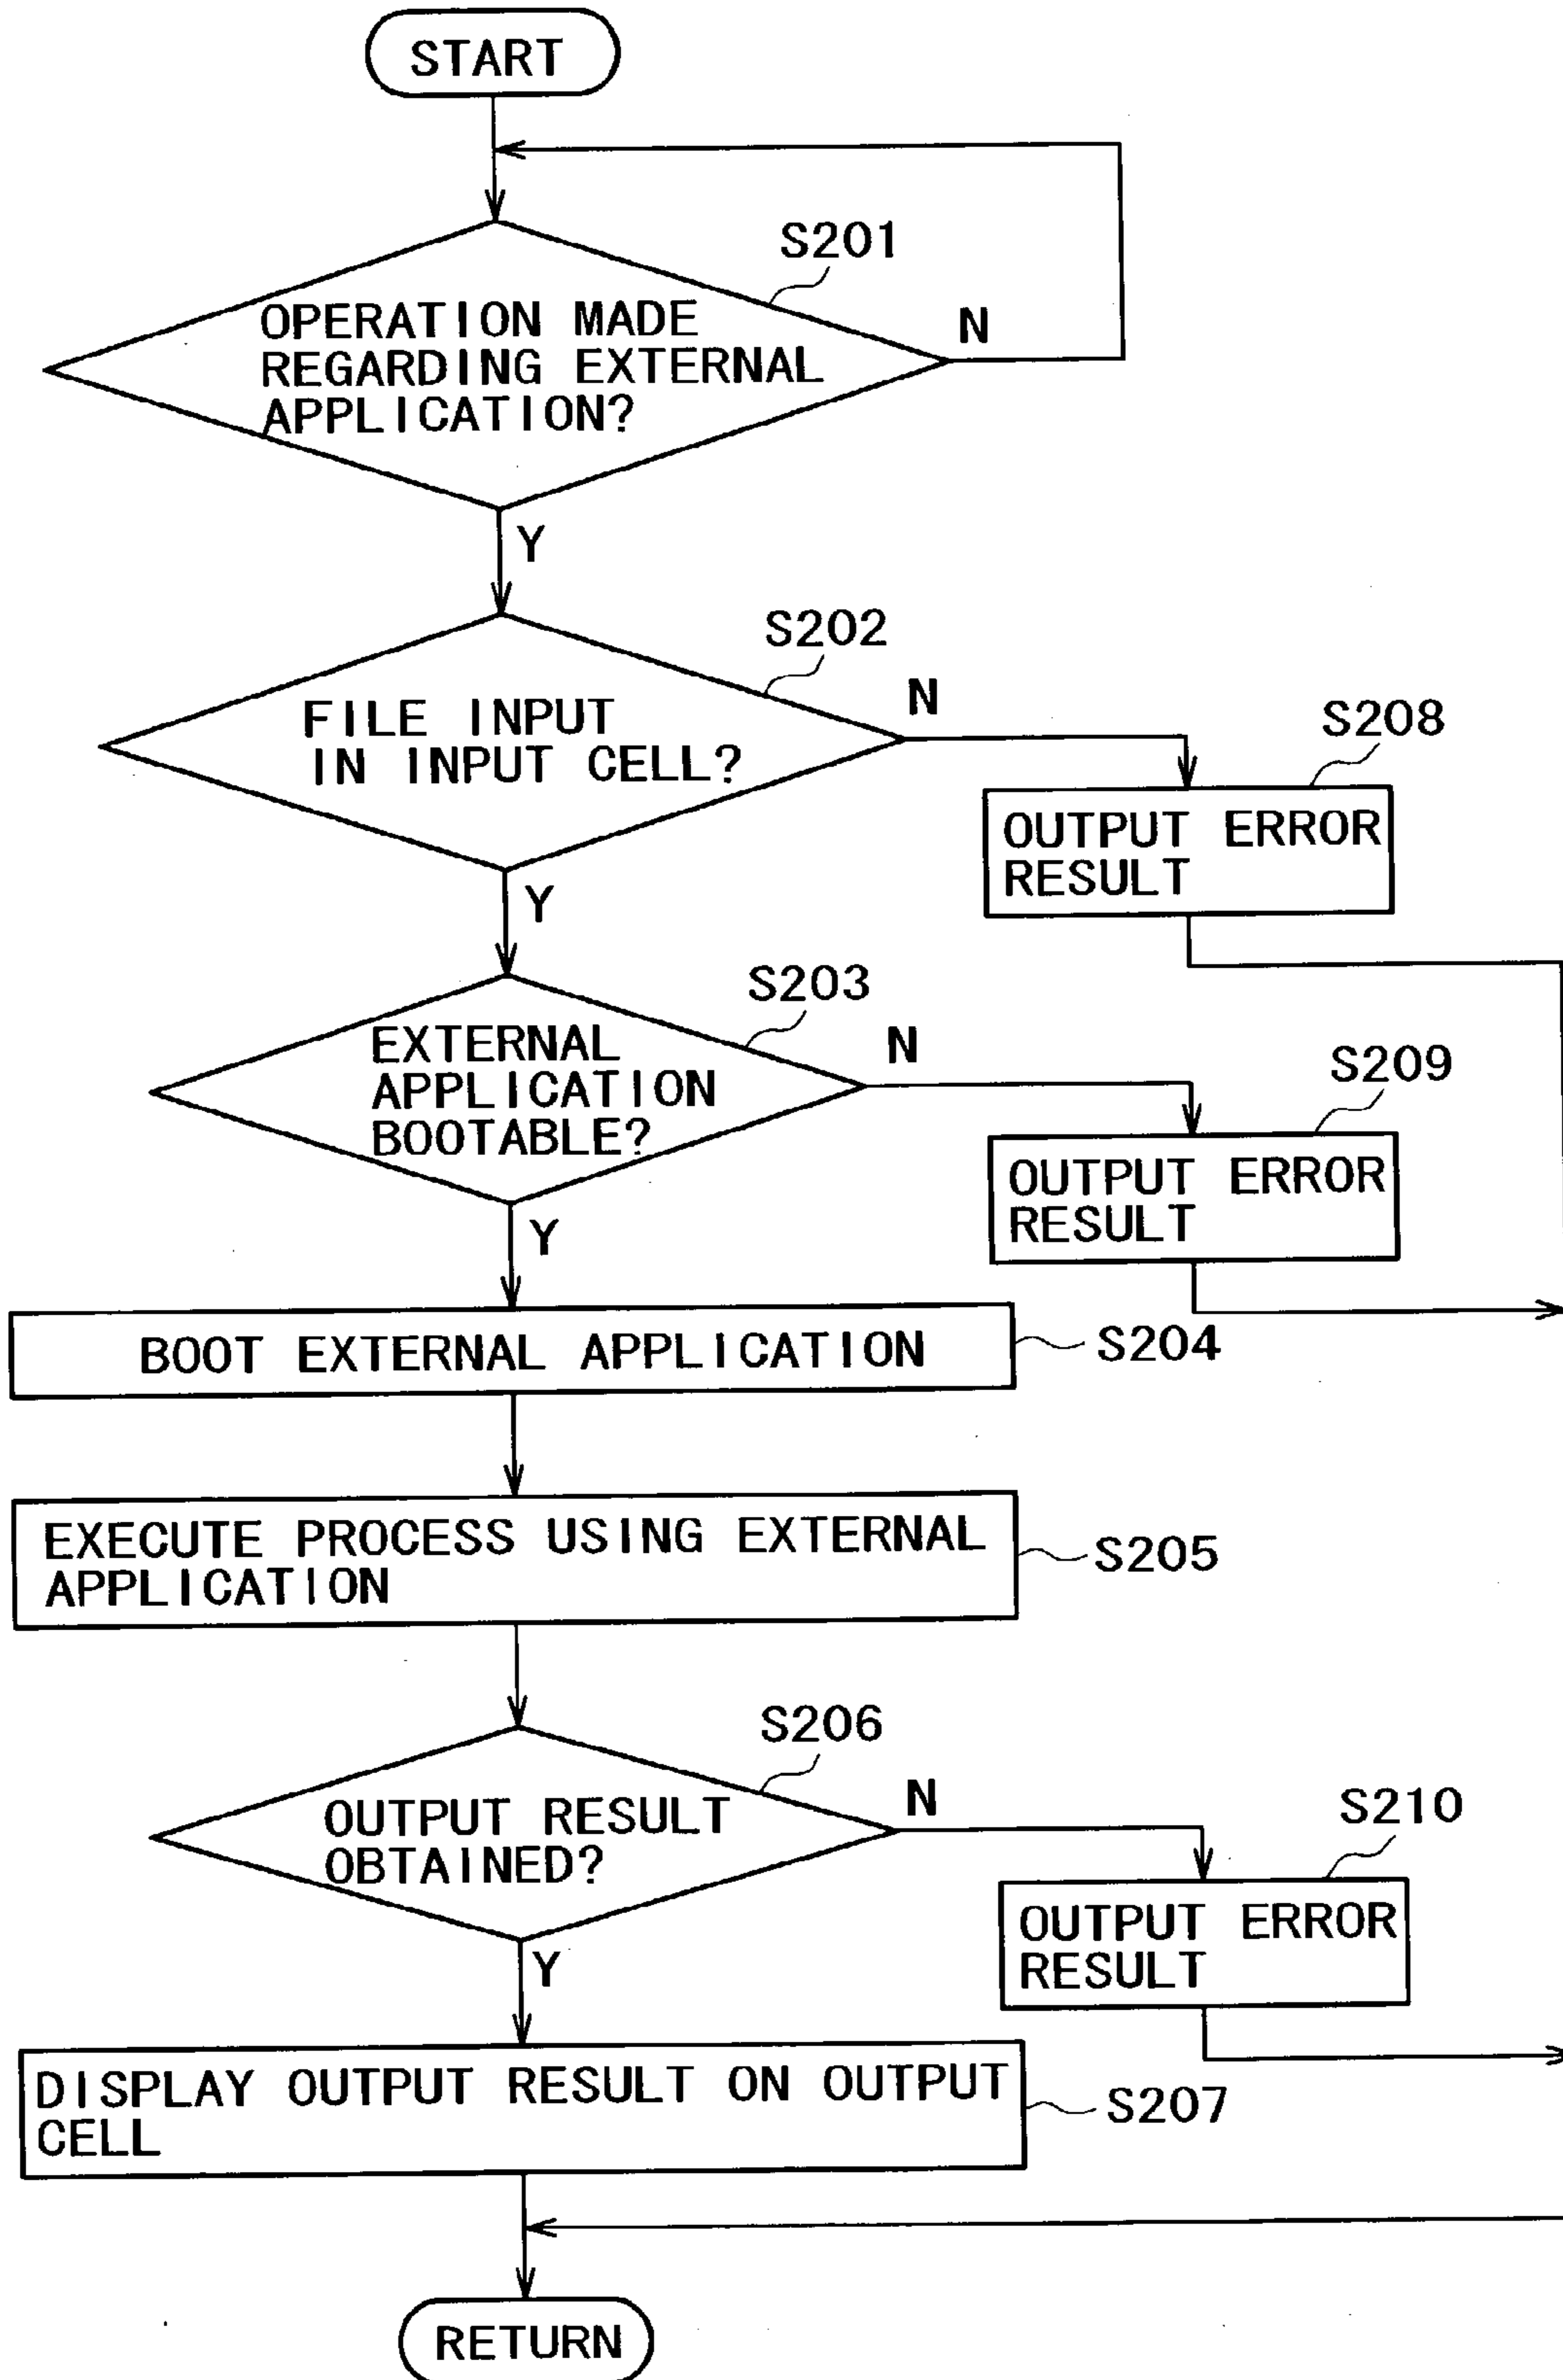 START
S201
OPERATION MADE
REGARDING EXTERNAL
APPLICATION?
N
Y
S202
FILE INPUT
IN INPUT CELL?
N
S208
OUTPUT ERROR
RESULT
Y
S203
EXTERNAL
APPLICATION
BOOTABLE?
N
S209
OUTPUT ERROR
RESULT
Y
BOOT EXTERNAL APPLICATION
S204
EXECUTE PROCESS USING EXTERNAL
APPLICATION
S205
S206
OUTPUT RESULT
OBTAINED?
N
S210
OUTPUT ERROR
RESULT
Y
DISPLAY OUTPUT RESULT ON OUTPUT
CELL
S207
RETURN